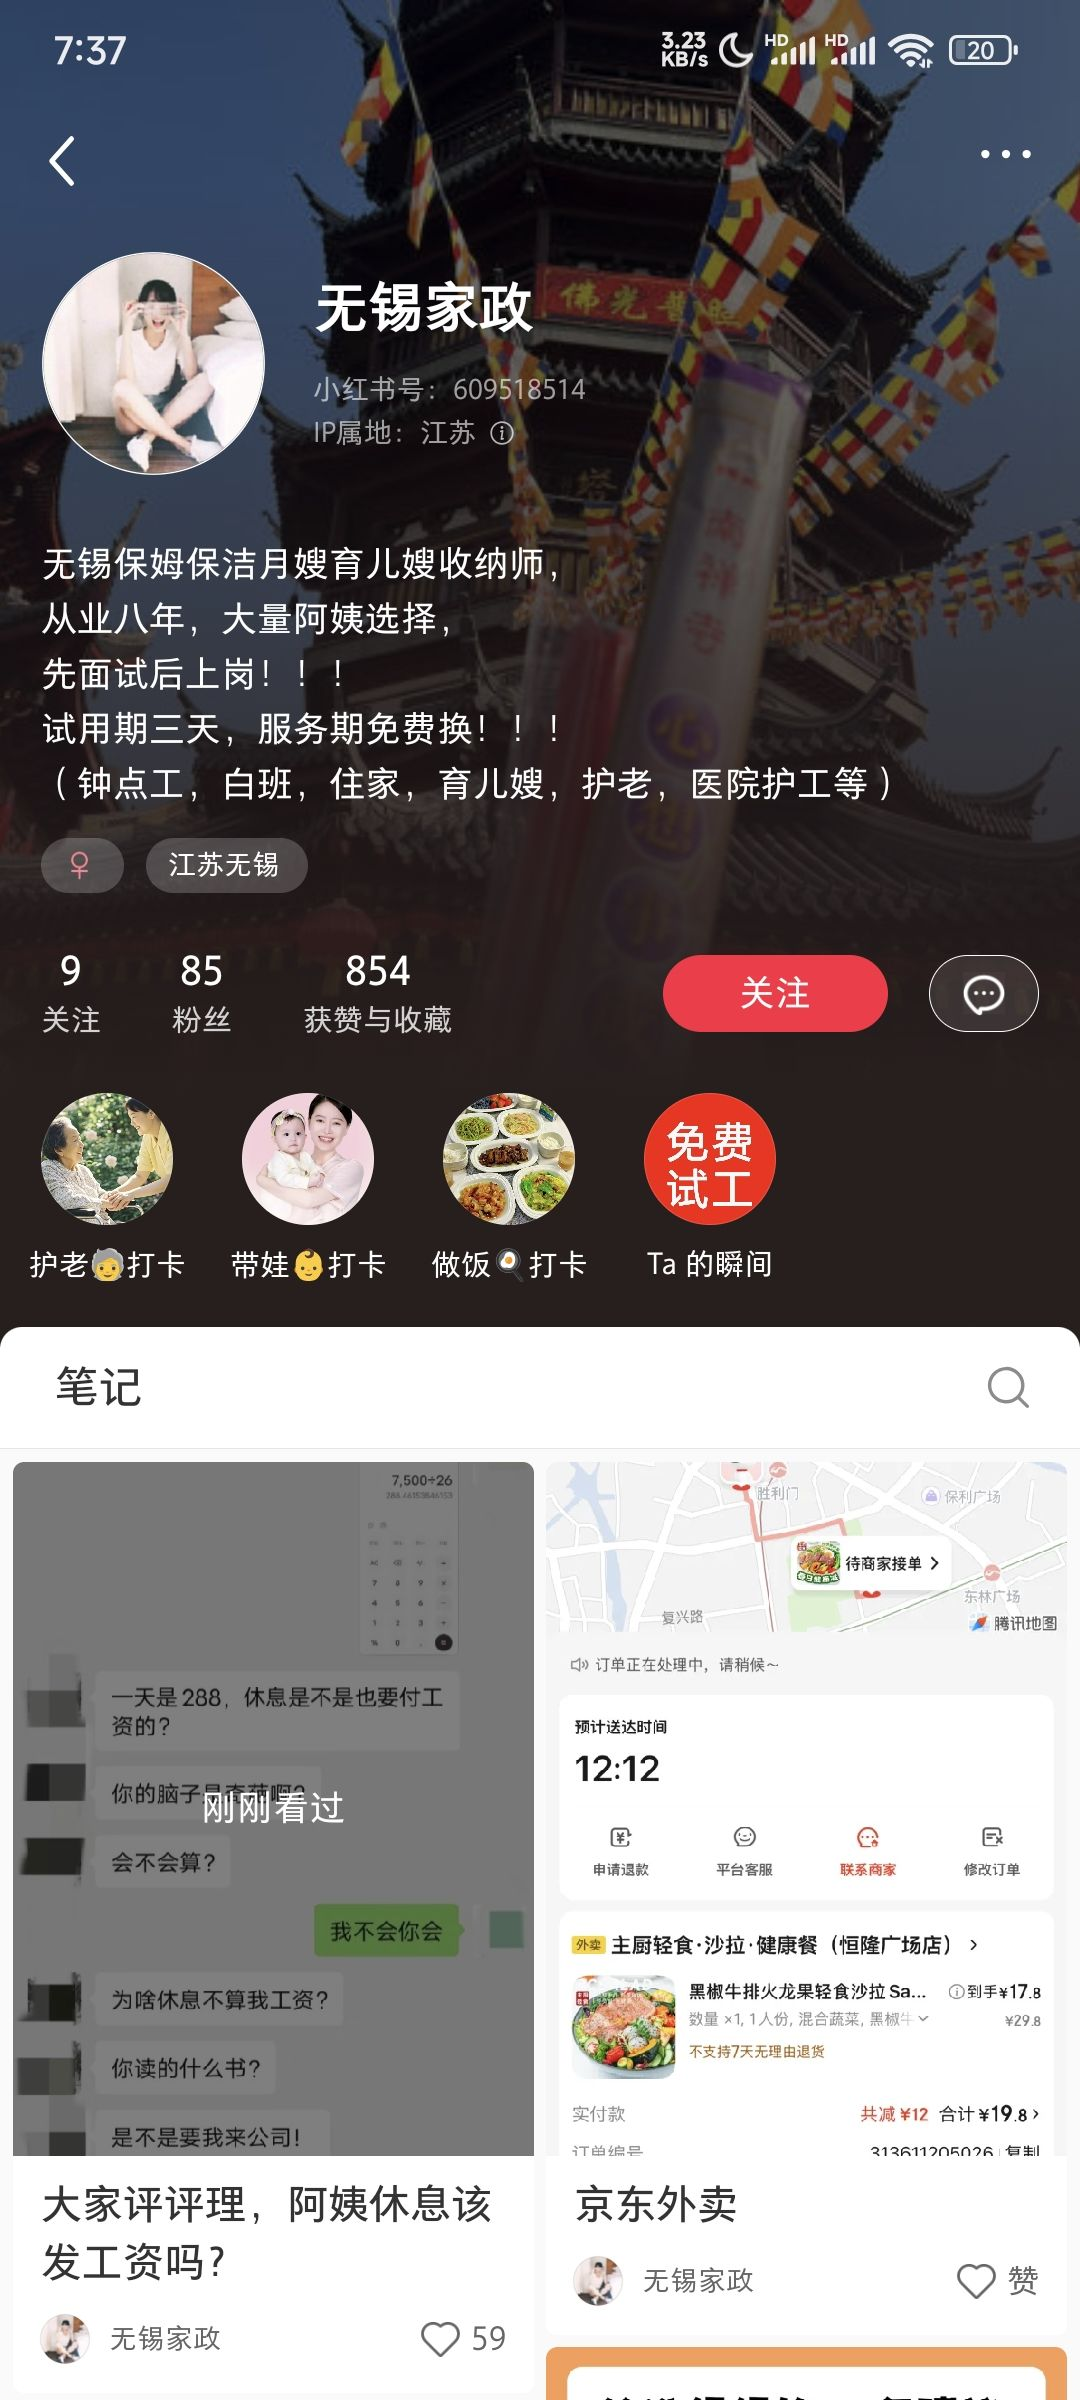 7:37
3.23
KB/s
HD
HD
20
佛光普照
塔
无锡家政
小红书号：609518514
IP属地：江苏
无锡保姆保洁月嫂育儿嫂收纳师，
从业八年，大量阿姨选择，
先面试后上岗！！！
试用期三天，服务期免费换！！！
（钟点工，白班，住家，育儿嫂，护老，医院护工等）
♀
江苏无锡
9
关注
85
粉丝
854
获赞与收藏
关注
免费
试工
护老🧓打卡
带娃👶打卡
做饭🍳打卡
Ta 的瞬间
笔记
7,500÷26
一天是288，休息是不是也要付工
资的？
刚刚看过
会不会算？
我不会你会
为啥休息不算我工资？
你读的什么书？
是不是要我来公司！
大家评评理，阿姨休息该
发工资吗？
无锡家政
59
胜利门
保利广场
待商家接单
东林广场
复兴路
腾讯地图
订单正在处理中，请稍候~
预计送达时间
12:12
申请退款
平台客服
联系商家
修改订单
外卖 主厨轻食·沙拉·健康餐（恒隆广场店）
黑椒牛排火龙果轻食沙拉 Sa...
到手¥17.8
数量 ×1, 1人份, 混合蔬菜, 黑椒牛
¥29.8
不支持7天无理由退货
实付款
共减 ¥12 合计 ¥19.8
订单编号
313611205026 复制
京东外卖
无锡家政
赞